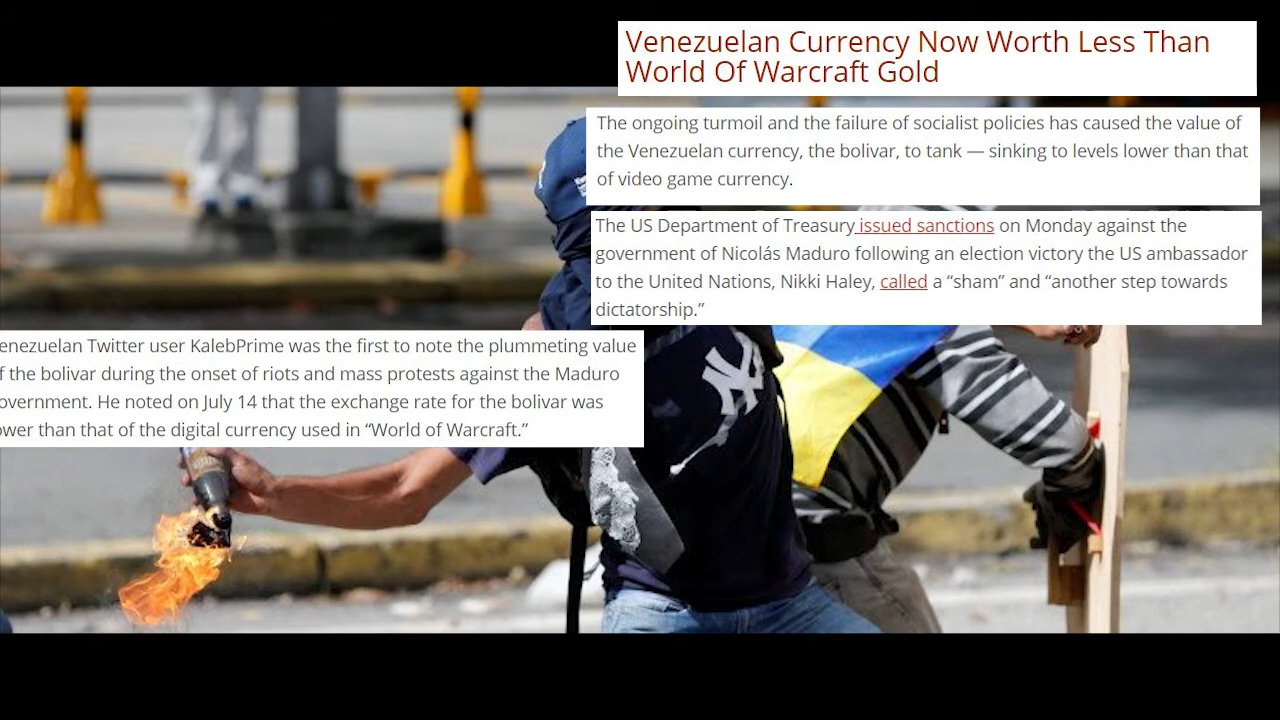 Venezuelan Currency Now Worth Less Than
World Of Warcraft Gold
The ongoing turmoil and the failure of socialist policies has caused the value of
the Venezuelan currency, the bolivar, to tank — sinking to levels lower than that
of video game currency.
The US Department of Treasury issued sanctions on Monday against the
government of Nicolás Maduro following an election victory the US ambassador
to the United Nations, Nikki Haley, called a “sham” and “another step towards
dictatorship.”
enezuelan Twitter user KalebPrime was the first to note the plummeting value
f the bolivar during the onset of riots and mass protests against the Maduro
overnment. He noted on July 14 that the exchange rate for the bolivar was
ower than that of the digital currency used in “World of Warcraft.”
NY